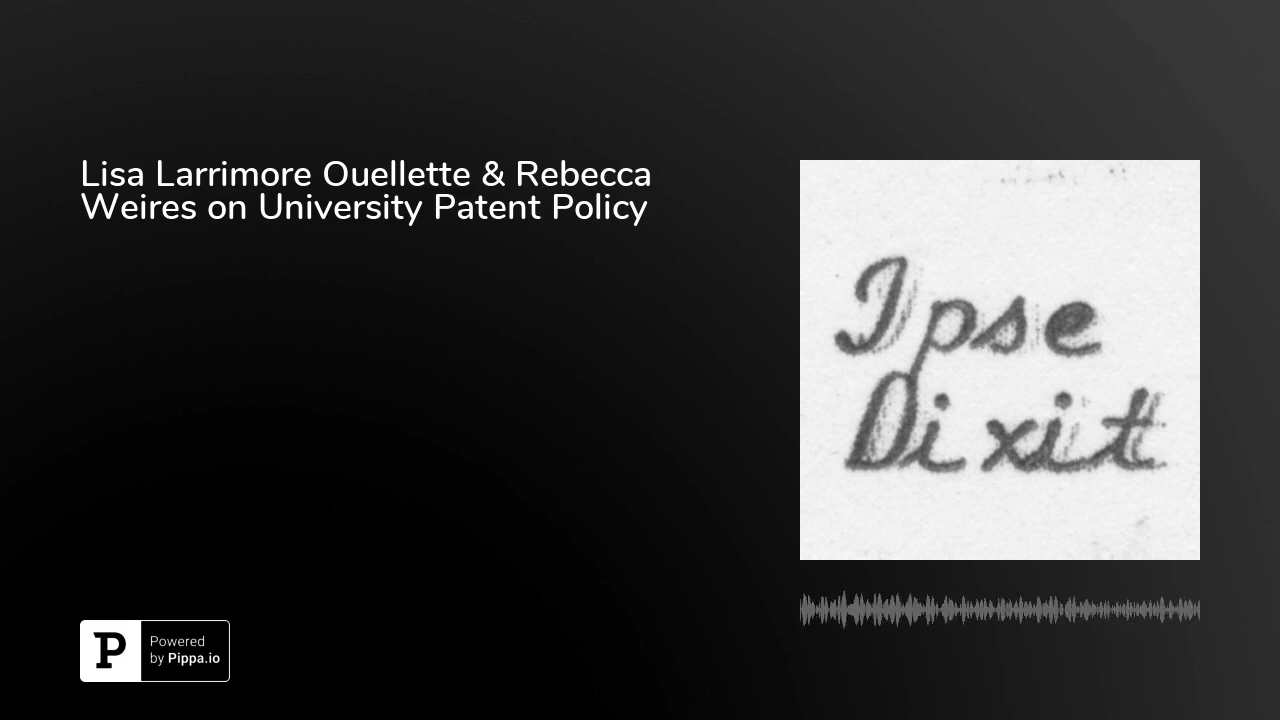 Lisa Larrimore Ouellette & Rebecca
Weires on University Patent Policy
Ipse
Dixit
P
Powered
by Pippa.io